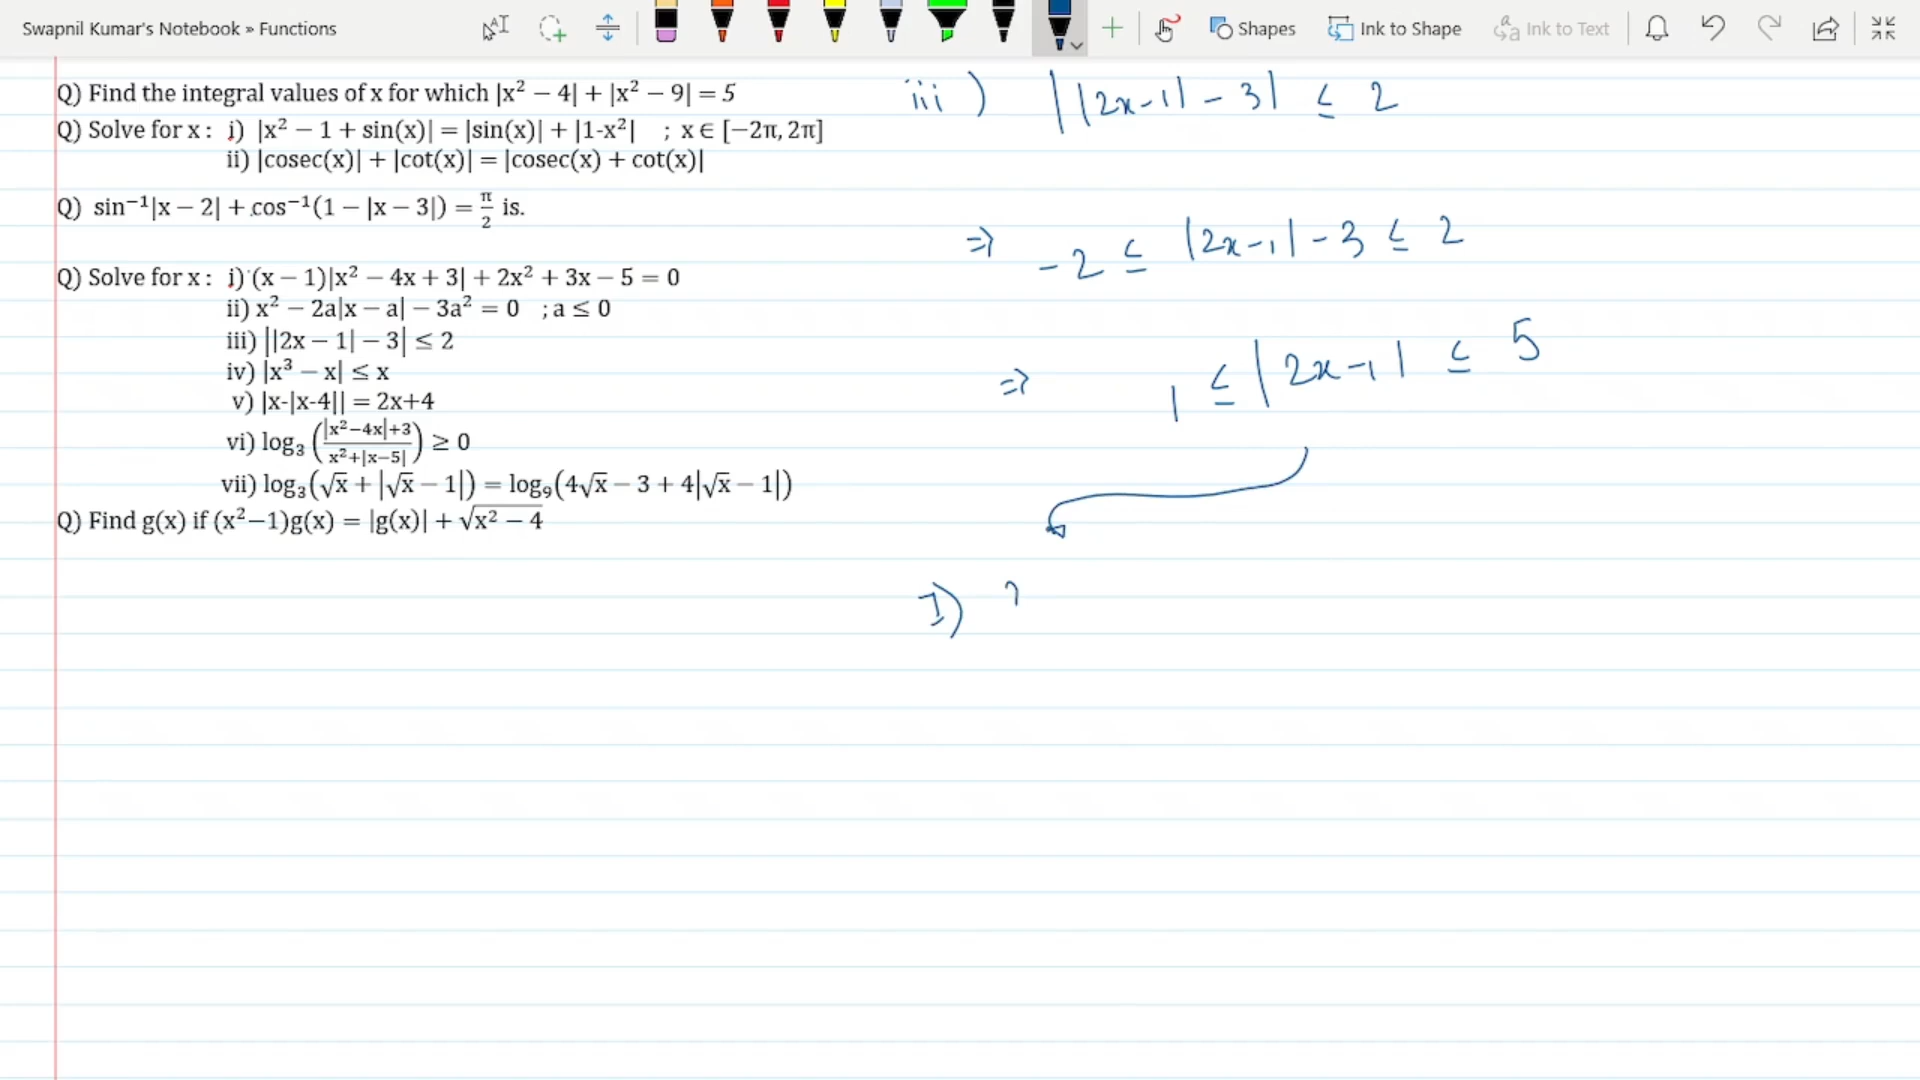 Swapnil Kumar's Notebook » Functions
Shapes
Ink to Shape
Ink to Text
Q) Find the integral values of x for which |x² − 4| + |x² − 9| = 5
Q) Solve for x : i) |x² − 1 + sin(x)| = |sin(x)| + |1-x²| ; x ∈ [−2π, 2π]
ii) |cosec(x)| + |cot(x)| = |cosec(x) + cot(x)|
Q) sin⁻¹|x − 2| + cos⁻¹(1 − |x − 3|) = π/2 is.
Q) Solve for x : i) (x − 1)|x² − 4x + 3| + 2x² + 3x − 5 = 0
ii) x² − 2a|x − a| − 3a² = 0 ; a ≤ 0
iii) ||2x − 1| − 3| ≤ 2
iv) |x³ − x| ≤ x
v) |x-|x-4|| = 2x+4
vi) log₃ ((|x²−4x|+3)/(x²+|x−5|)) ≥ 0
vii) log₃(√x + |√x − 1|) = log₉(4√x − 3 + 4|√x − 1|)
Q) Find g(x) if (x²−1)g(x) = |g(x)| + √(x² − 4)
iii) ||2x-1| - 3| ≤ 2
⇒ -2 ≤ |2x-1| - 3 ≤ 2
⇒ 1 ≤ |2x-1| ≤ 5
I)